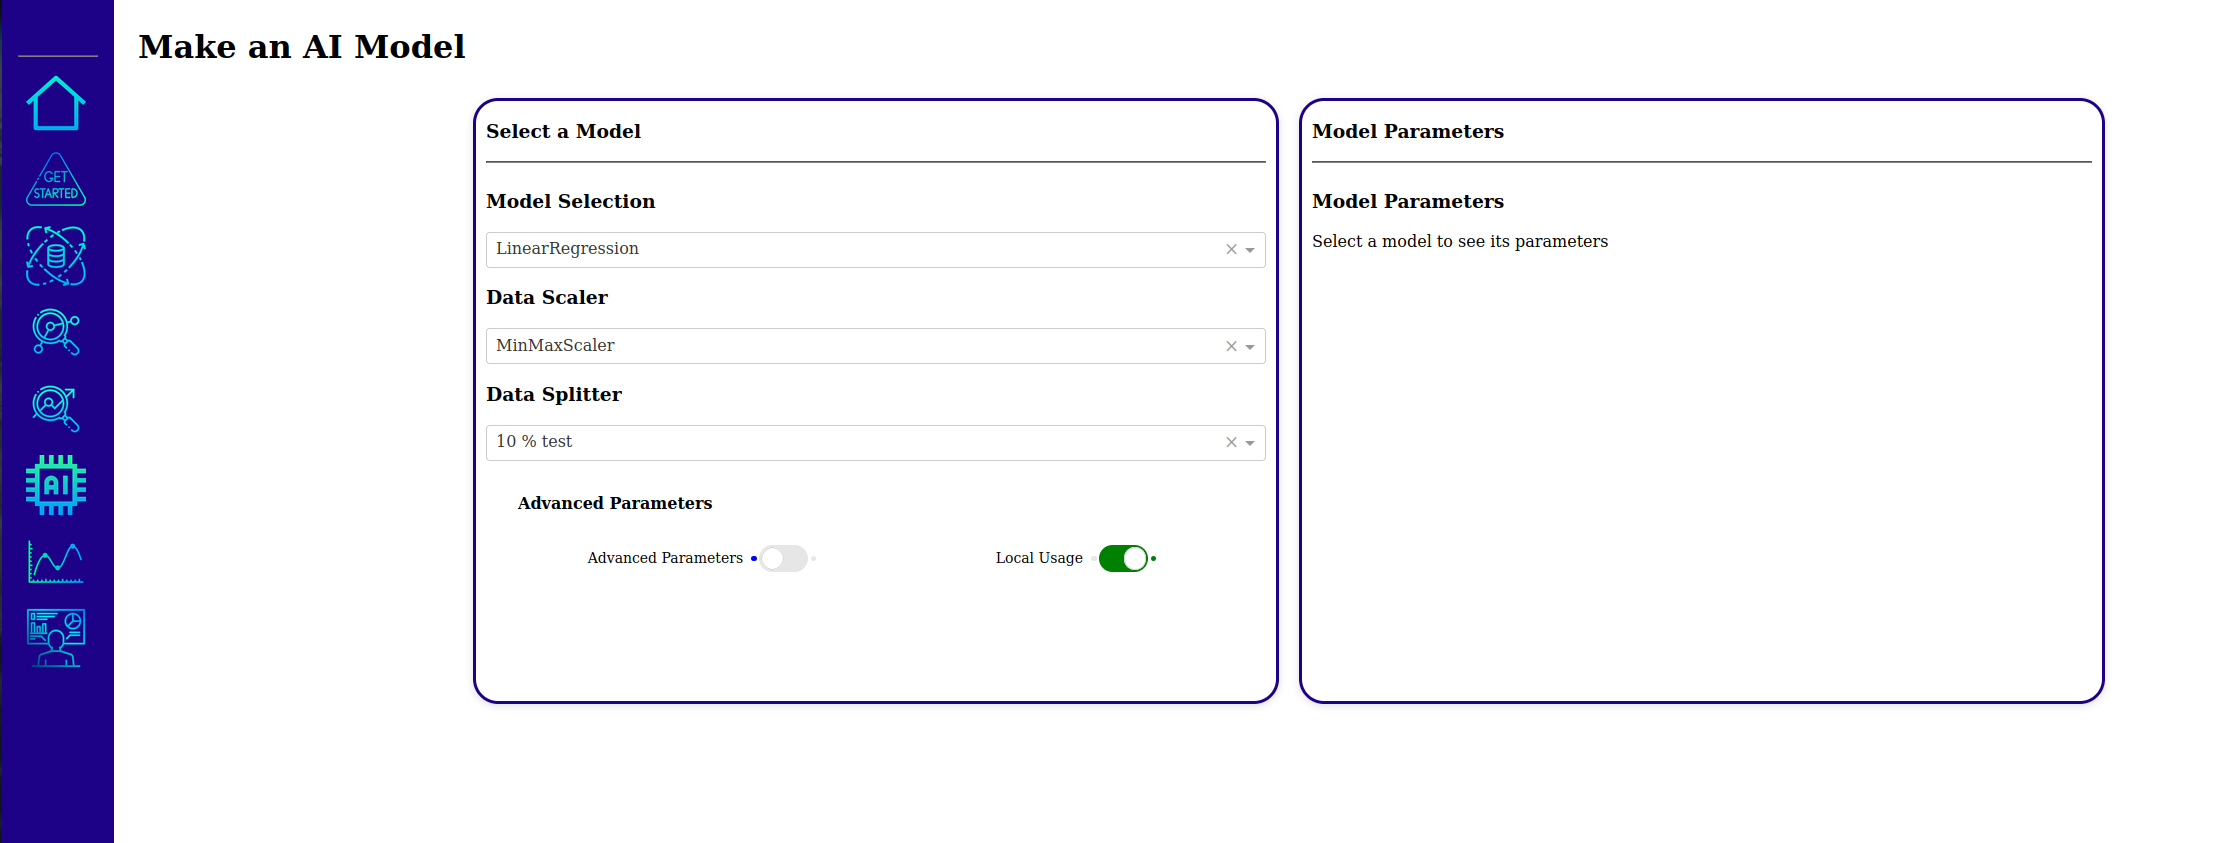 Make an AI Model
GET
STARTED
AI
Select a Model
Model Selection
LinearRegression
Data Scaler
MinMaxScaler
Data Splitter
10 % test
Advanced Parameters
Advanced Parameters
Local Usage
Model Parameters
Model Parameters
Select a model to see its parameters